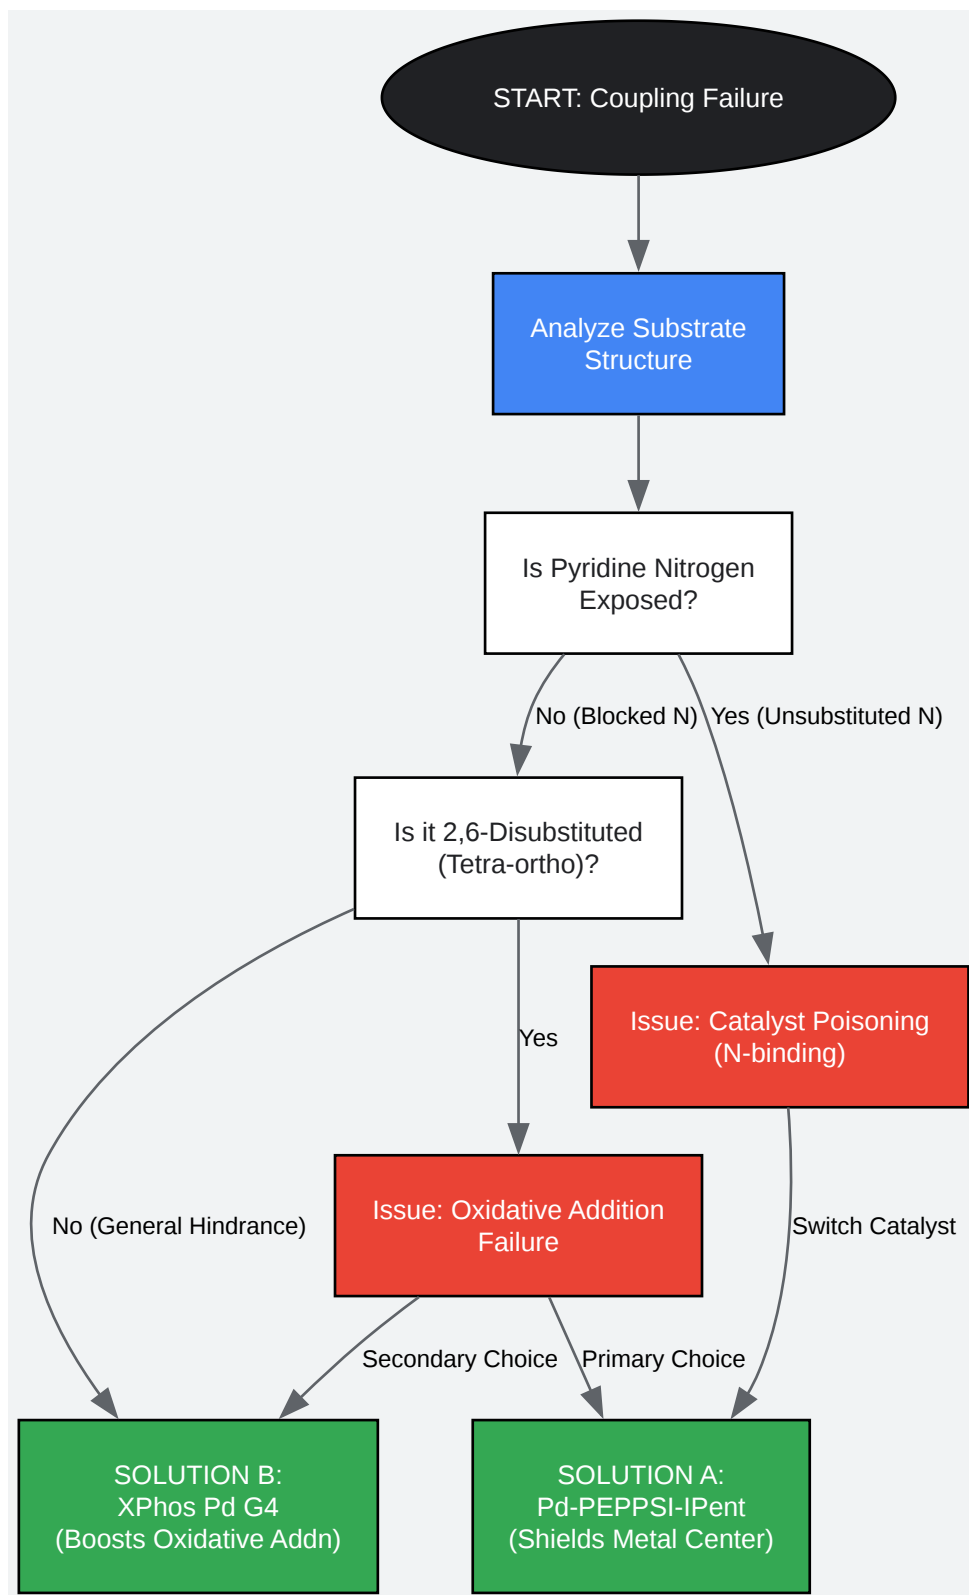 START: Coupling Failure
Analyze Substrate
Structure
Is Pyridine Nitrogen
Exposed?
No (Blocked N)
Yes (Unsubstituted N)
Is it 2,6-Disubstituted
(Tetra-ortho)?
Issue: Catalyst Poisoning
(N-binding)
Yes
Issue: Oxidative Addition
Failure
No (General Hindrance)
Switch Catalyst
Secondary Choice
Primary Choice
SOLUTION B:
XPhos Pd G4
(Boosts Oxidative Addn)
SOLUTION A:
Pd-PEPPSI-IPent
(Shields Metal Center)